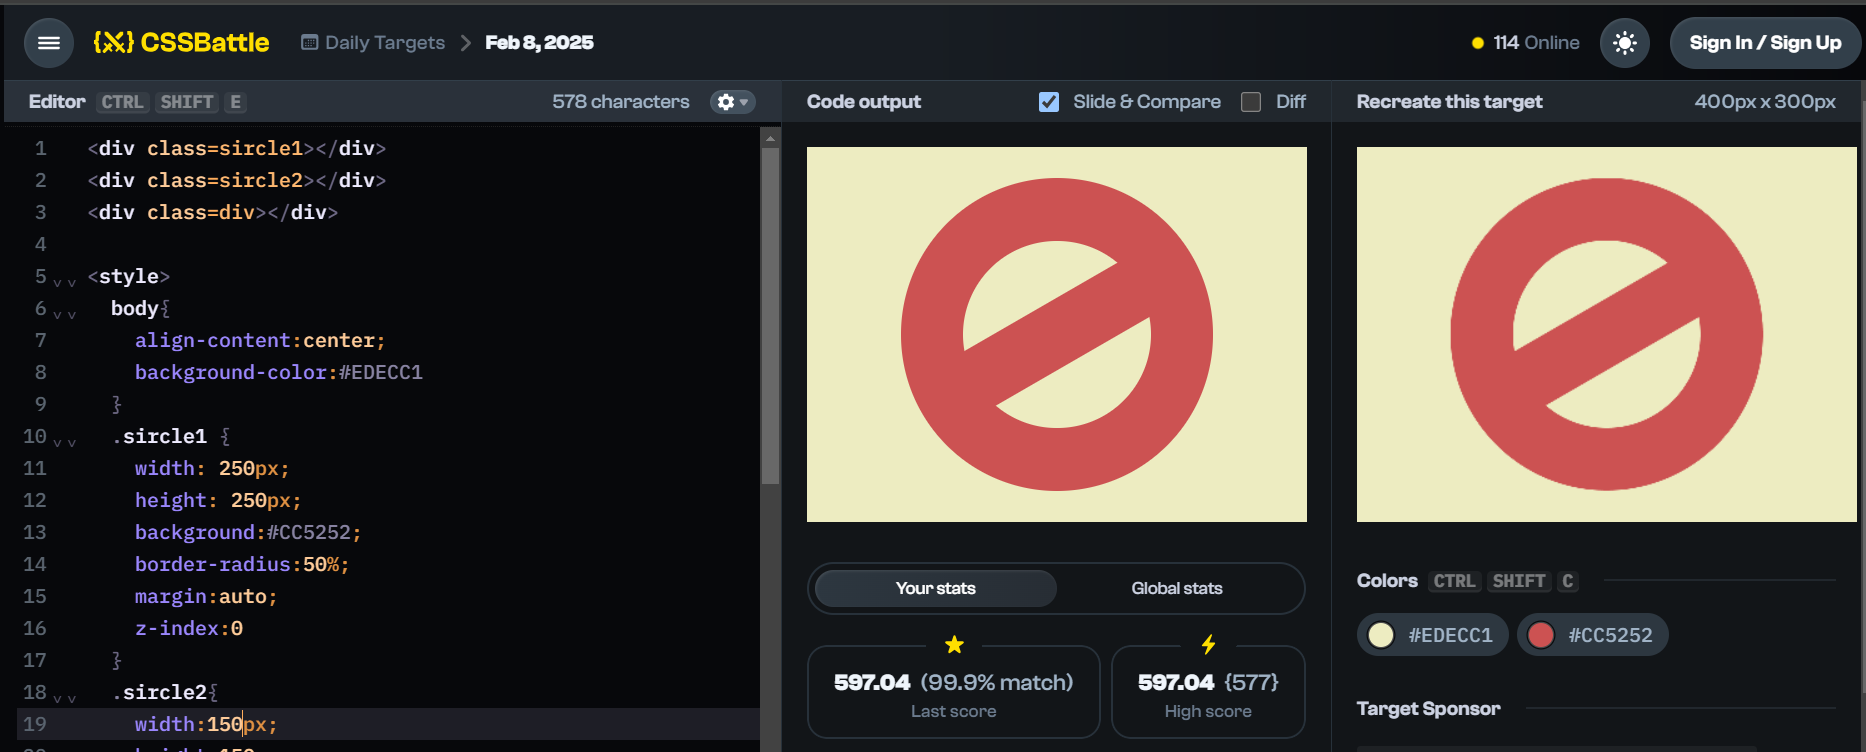 {X} CSSBattle Daily Targets > Feb 8, 2025 114 Online Sign In / Sign Up
Editor CTRL SHIFT E 578 characters
1 <div class=sircle1></div>
2 <div class=sircle2></div>
3 <div class=div></div>
4
5 <style>
6 body{
7 align-content:center;
8 background-color:#EDECC1
9 }
10 .sircle1 {
11 width: 250px;
12 height: 250px;
13 background:#CC5252;
14 border-radius:50%;
15 margin:auto;
16 z-index:0
17 }
18 .sircle2{
19 width:150px;
Code output Slide & Compare Diff
Your stats Global stats
597.04 (99.9% match)
Last score
597.04 {577}
High score
Recreate this target 400px x 300px
Colors CTRL SHIFT C
#EDECC1 #CC5252
Target Sponsor